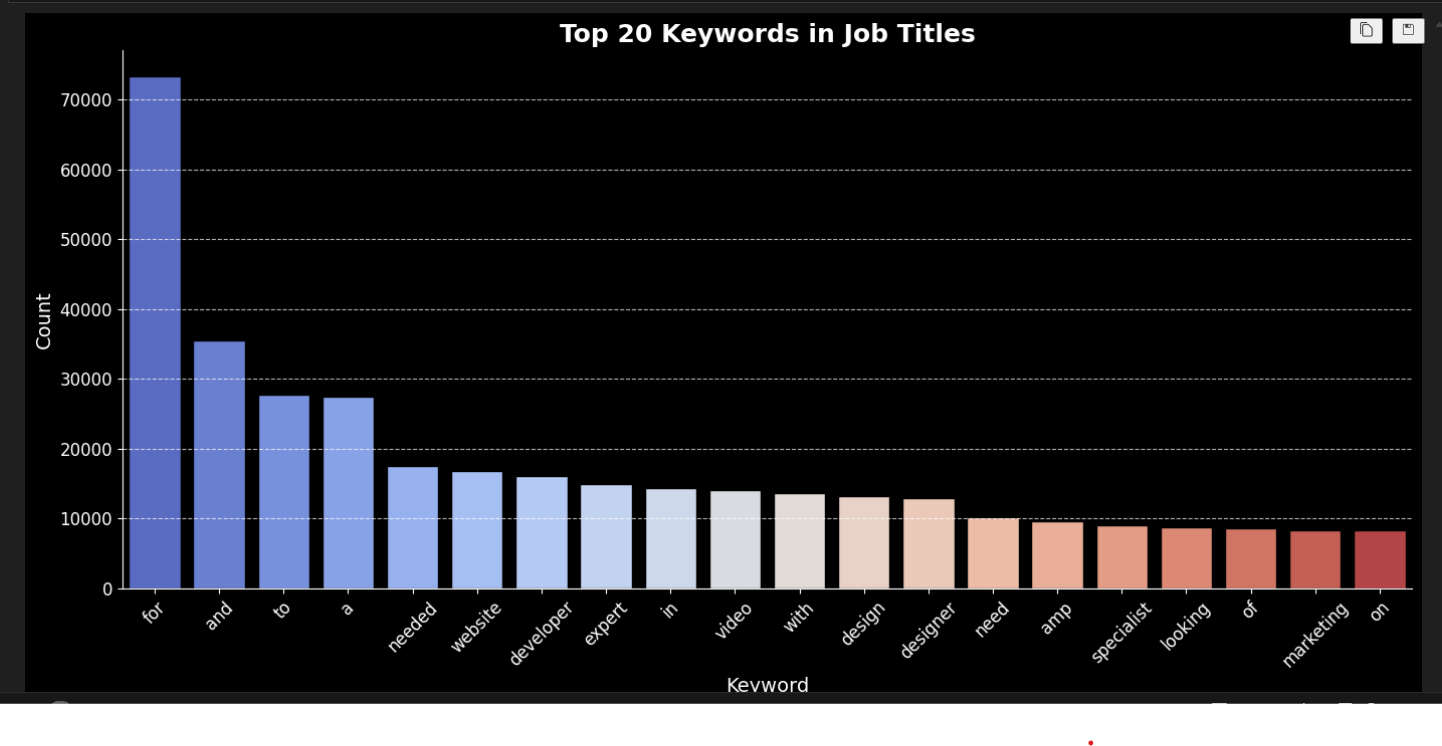 Top 20 Keywords in Job Titles
70000
60000
50000
40000
30000
20000
10000
0
Count
for
and
to
a
needed
website
developer
expert
in
video
with
design
designer
need
amp
specialist
looking
of
marketing
on
Keyword